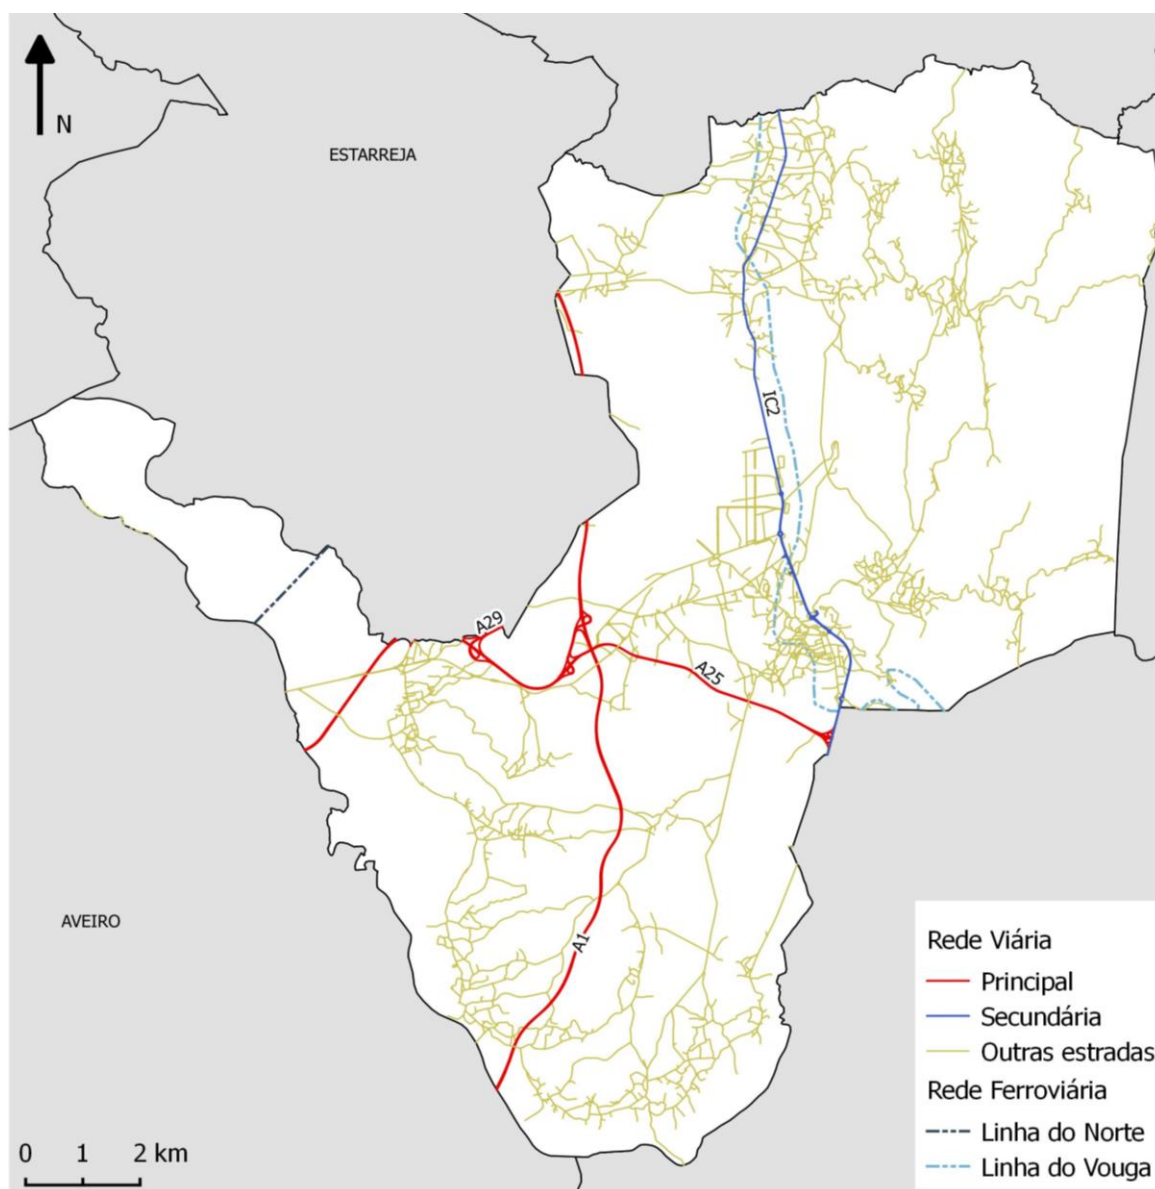 N
ESTARREJA
IC2
A29
A25
AVEIRO
A1
Rede Viária
Principal
Secundária
Outras estradas
Rede Ferroviária
Linha do Norte
Linha do Vouga
0 1 2 km